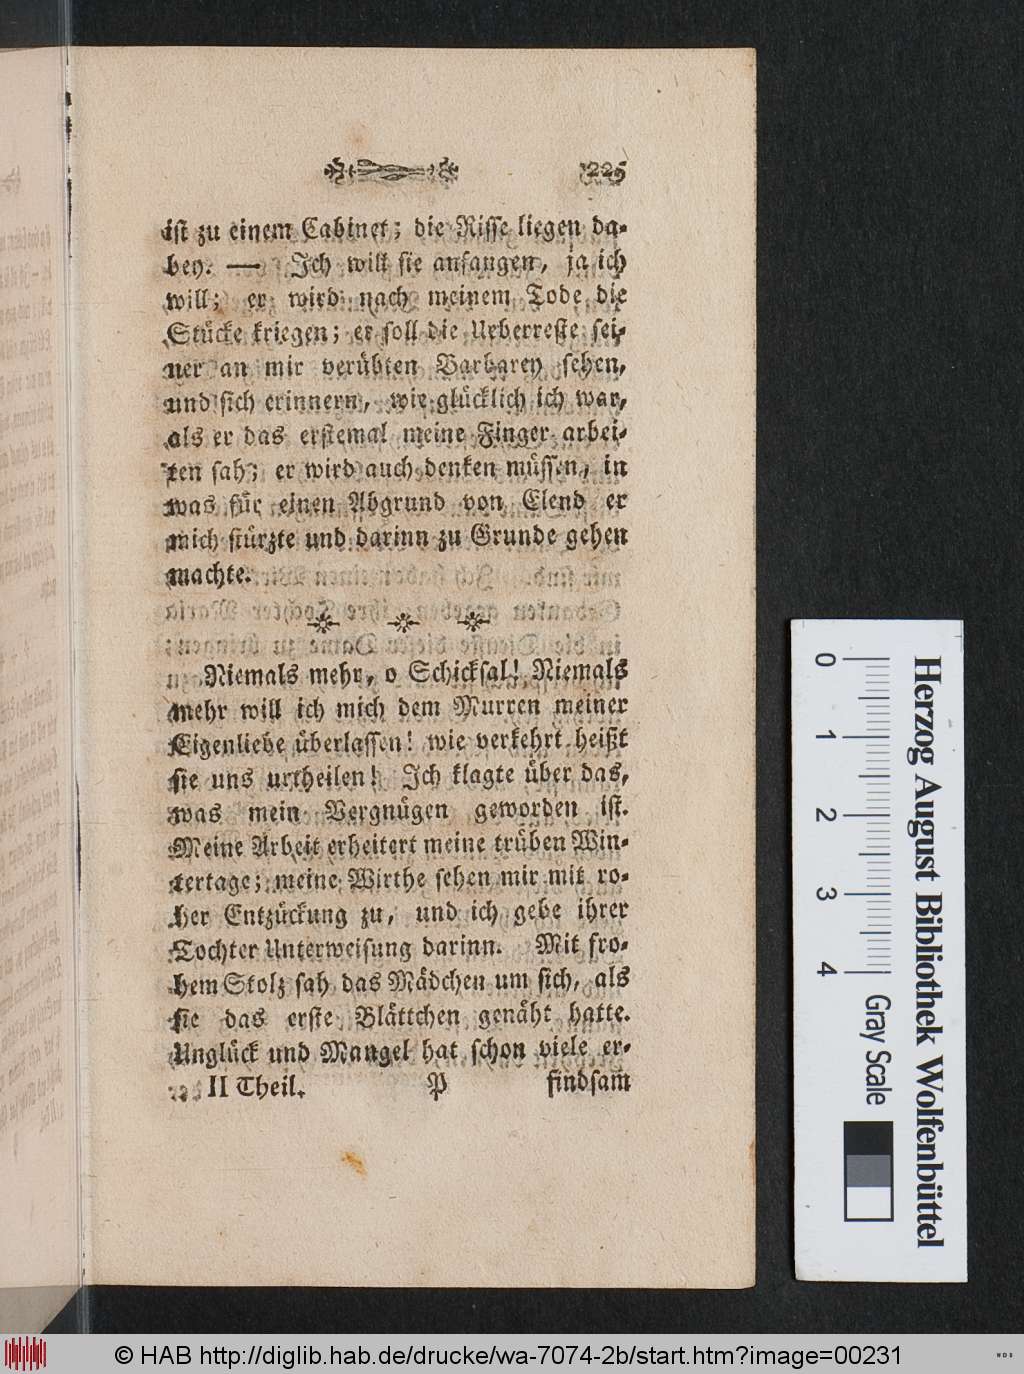 225
ist zu einem Cabinet; die Risse liegen da-
bey. — Ich will sie anfangen, ja ich
will; er wird nach meinem Tode die
Stücke kriegen; er soll die Ueberreste sei-
ner an mir verübten Barbarey sehen,
und sich erinnern, wie glücklich ich war,
als er das erstemal meine Finger arbei-
ten sah; er wird auch denken müssen, in
was für einen Abgrund von Elend er
mich stürzte und darinn zu Grunde gehen
machte.
Niemals mehr, o Schicksal! Niemals
mehr will ich mich dem Murren meiner
Eigenliebe überlassen! wie verkehrt heißt
sie uns urtheilen! Ich klagte über das,
was mein Vergnügen geworden ist.
Meine Arbeit erheitert meine trüben Win-
tertage; meine Wirthe sehen mir mit ro-
her Entzückung zu, und ich gebe ihrer
Tochter Unterweisung darinn. Mit fro-
hem Stolz sah das Mädchen um sich, als
sie das erste Blättchen genäht hatte.
Unglück und Mangel hat schon viele er-
II Theil. P findsam
Herzog August Bibliothek Wolfenbüttel
0 1 2 3 4 Gray Scale
© HAB http://diglib.hab.de/drucke/wa-7074-2b/start.htm?image=00231